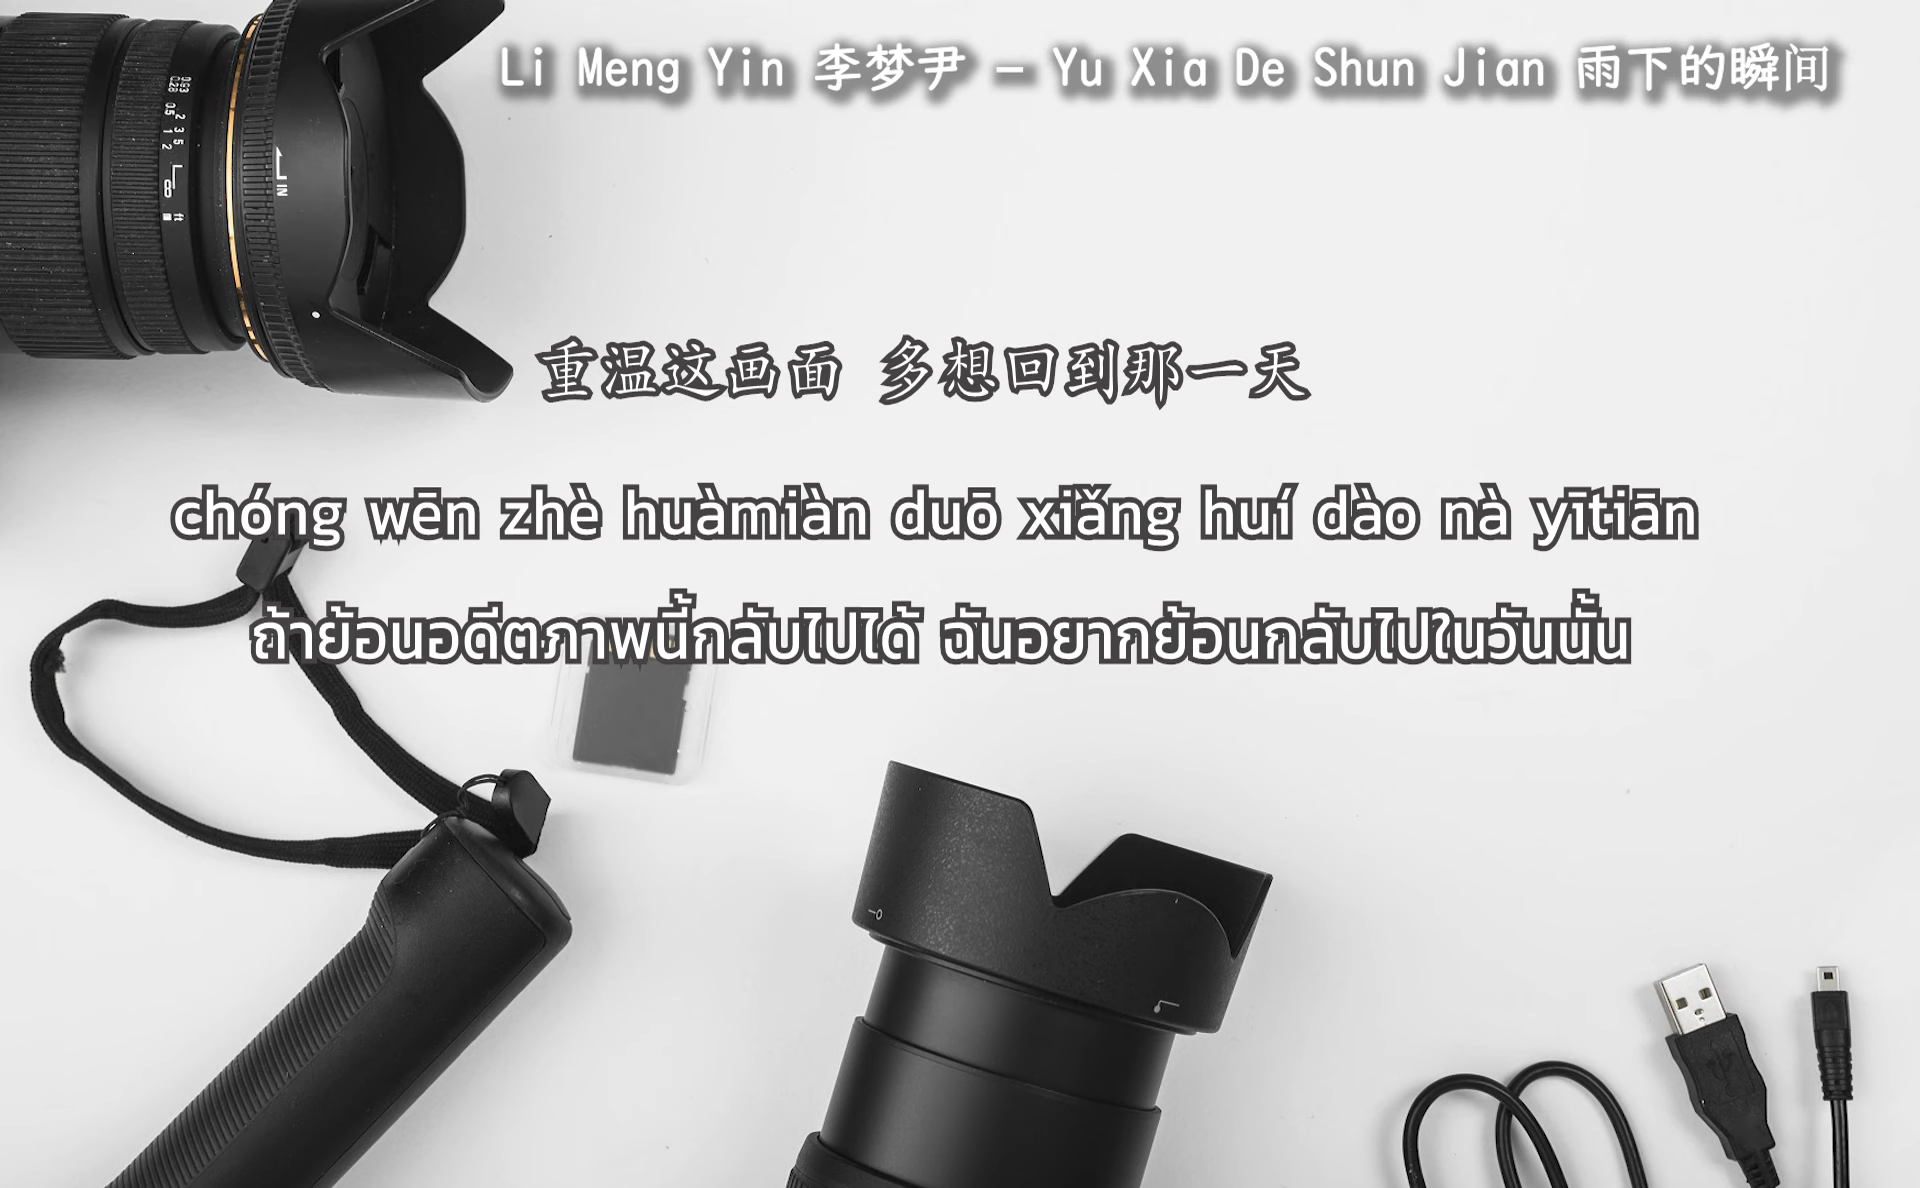 Li Meng Yin 李梦尹 – Yu Xia De Shun Jian 雨下的瞬间
重温这画面 多想回到那一天
chóng wēn zhè huàmiàn duō xiǎng huí dào nà yītiān
ถ้าย้อนอดีตภาพนี้กลับไปได้ ฉันอยากย้อนกลับไปในวันนั้น
IN
ft